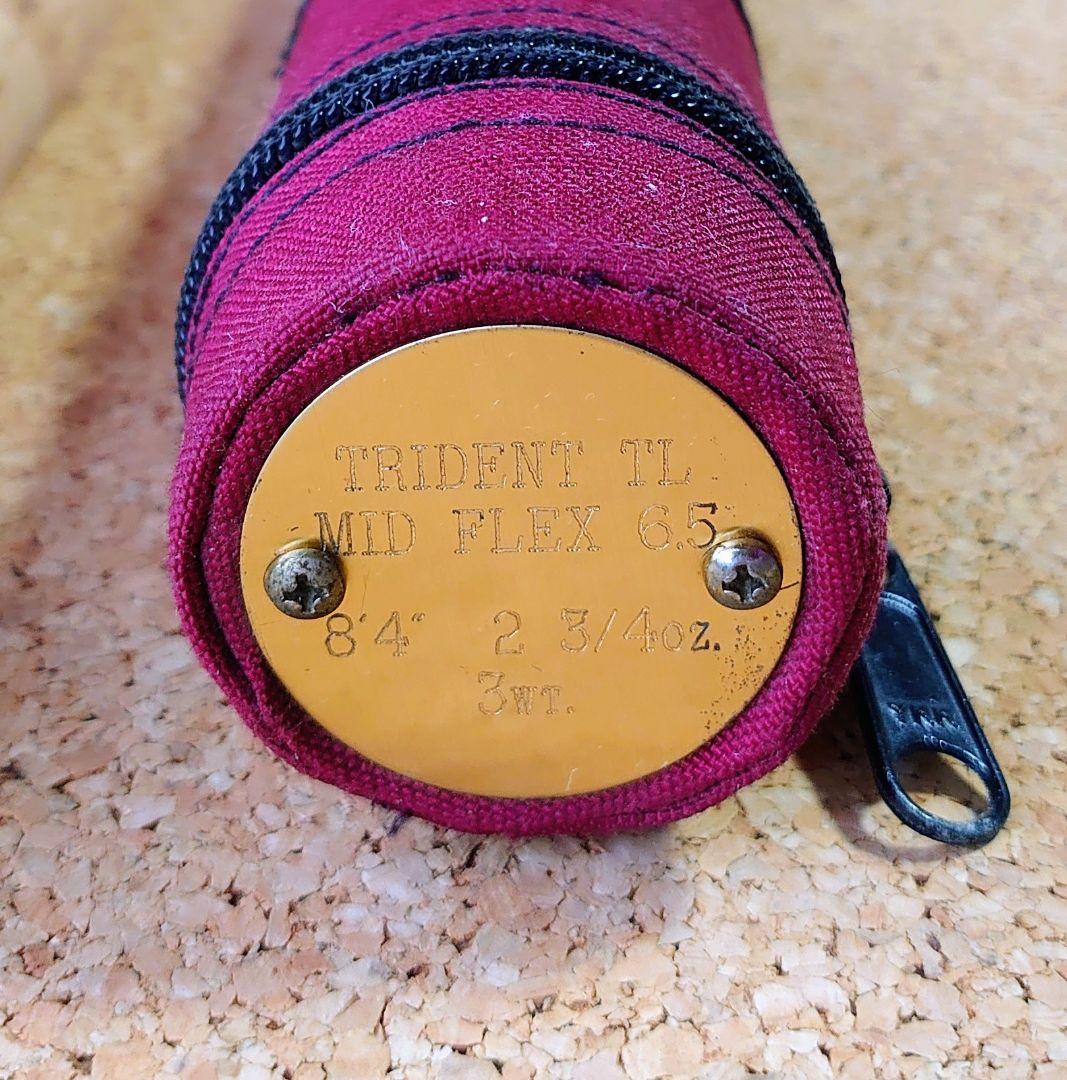 TRIDENT TL
MID FLEX 6.5
8'4" 2 3/4oz.
3WT.